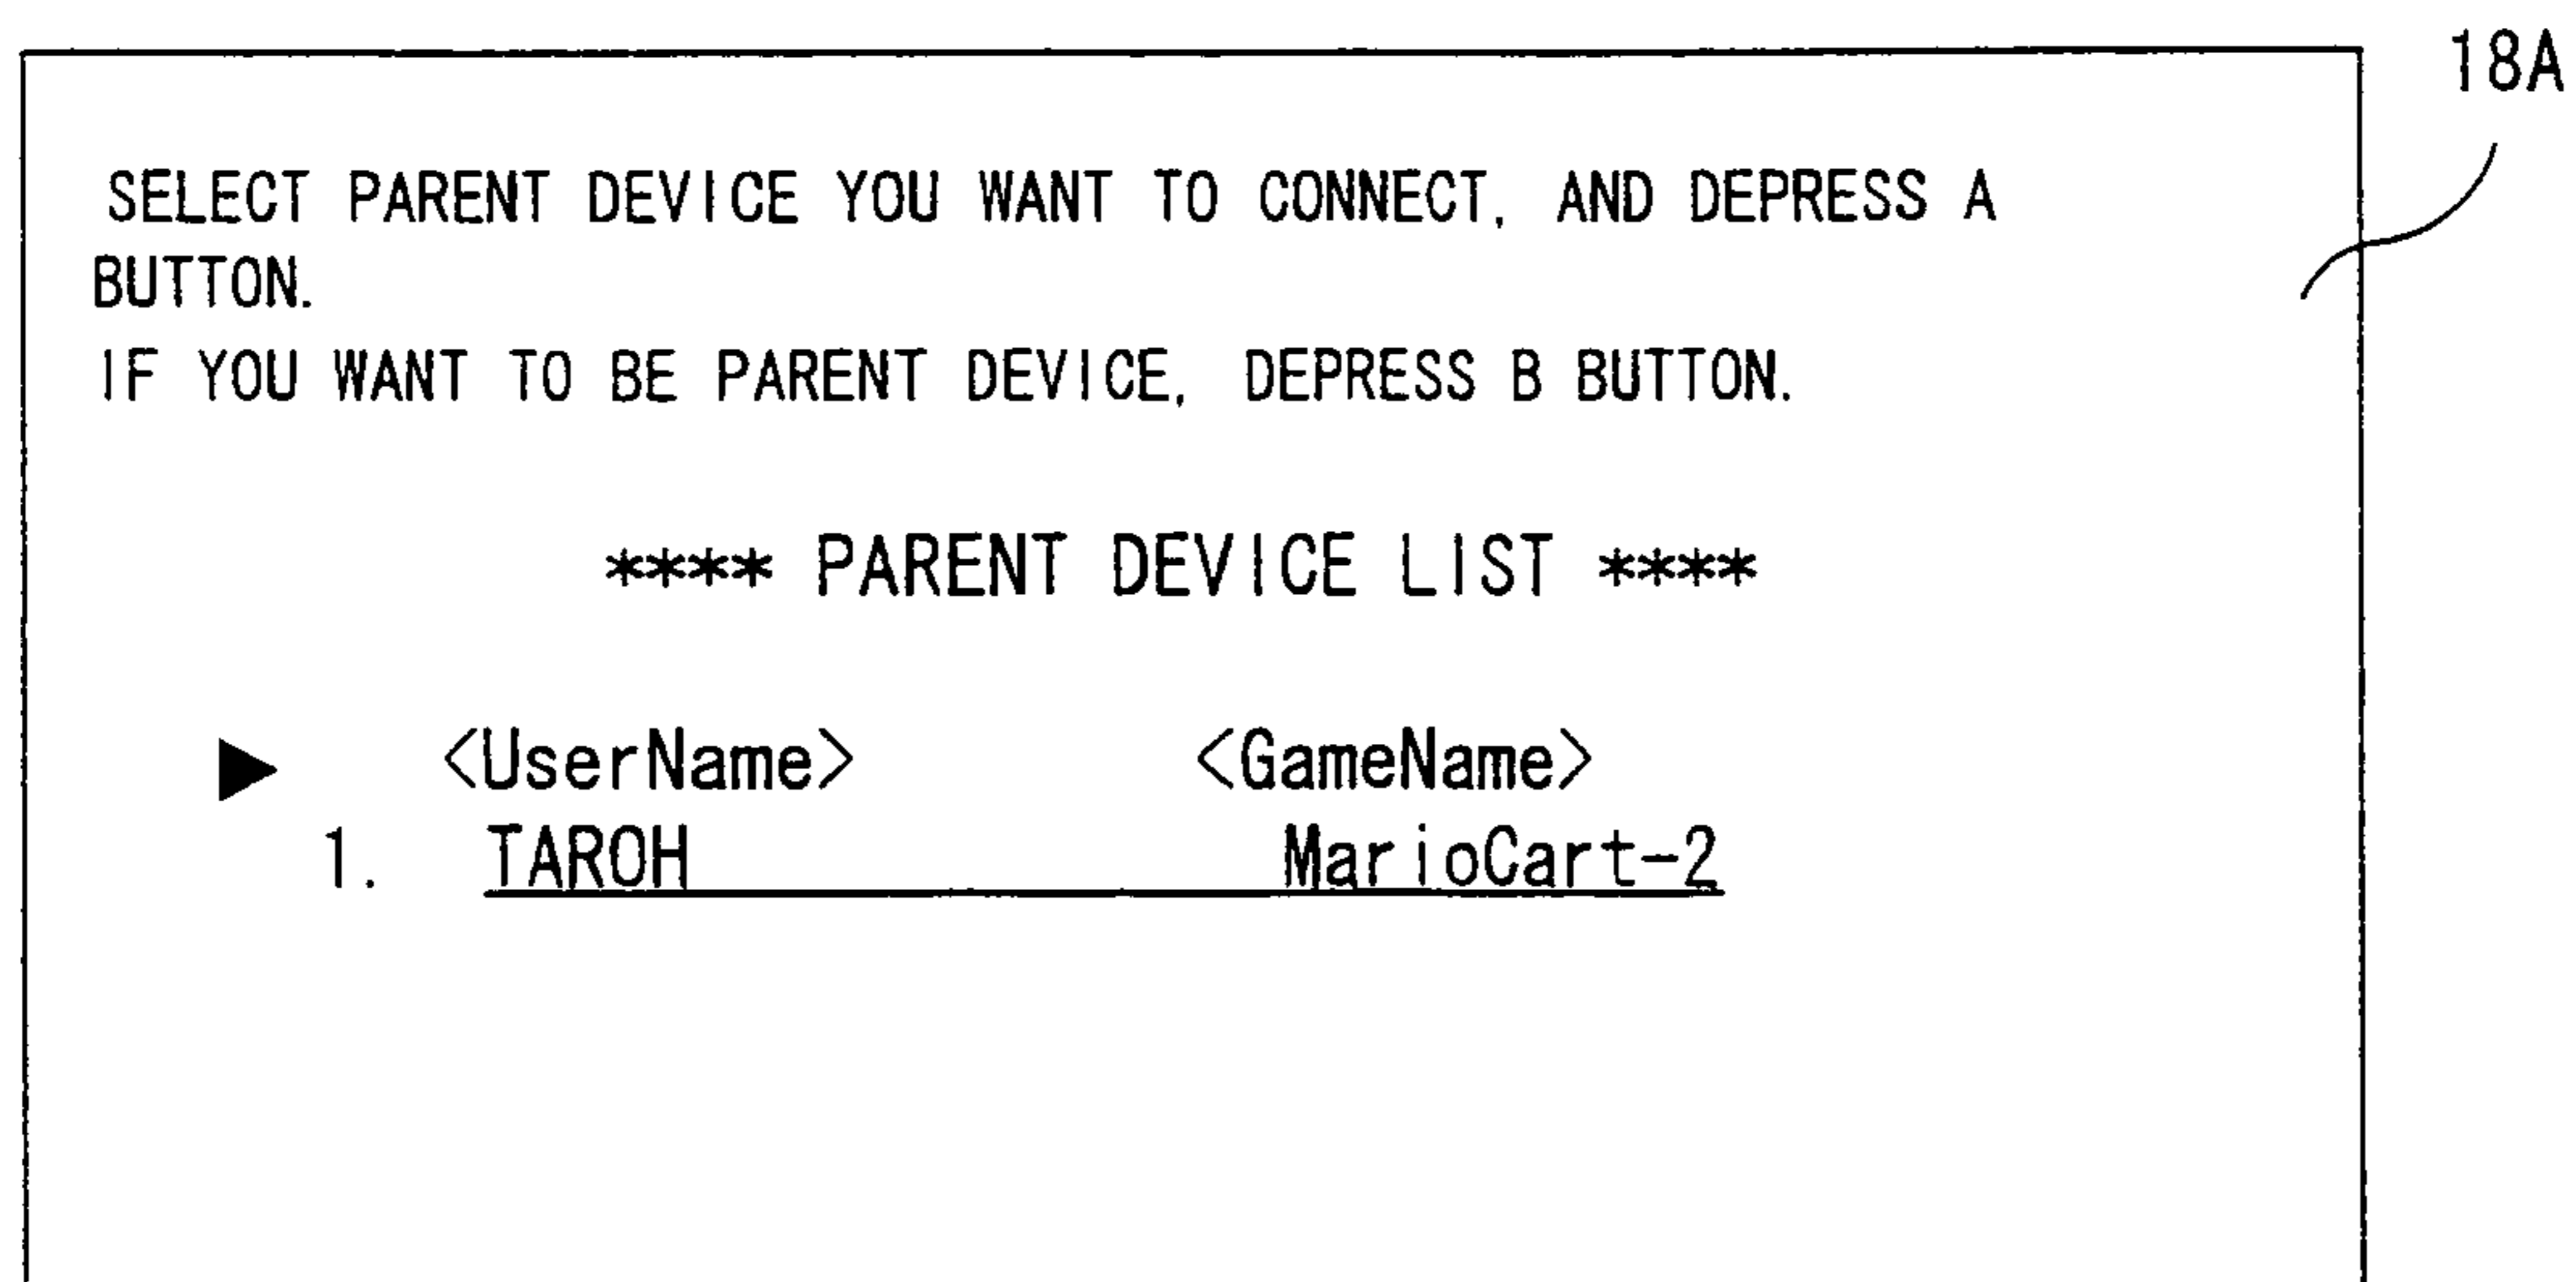 18A
SELECT PARENT DEVICE YOU WANT TO CONNECT, AND DEPRESS A
BUTTON.
IF YOU WANT TO BE PARENT DEVICE, DEPRESS B BUTTON.
**** PARENT DEVICE LIST ****
▶ <UserName> <GameName>
1. TAROH MarioCart-2